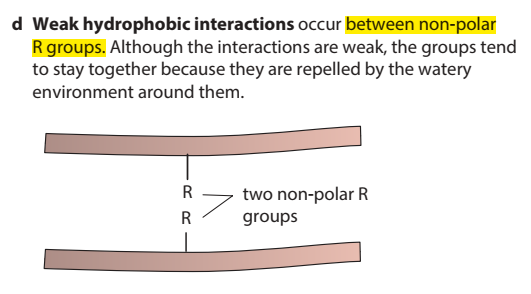 d Weak hydrophobic interactions occur between non-polar
R groups. Although the interactions are weak, the groups tend
to stay together because they are repelled by the watery
environment around them.
R
two non-polar R
R
groups